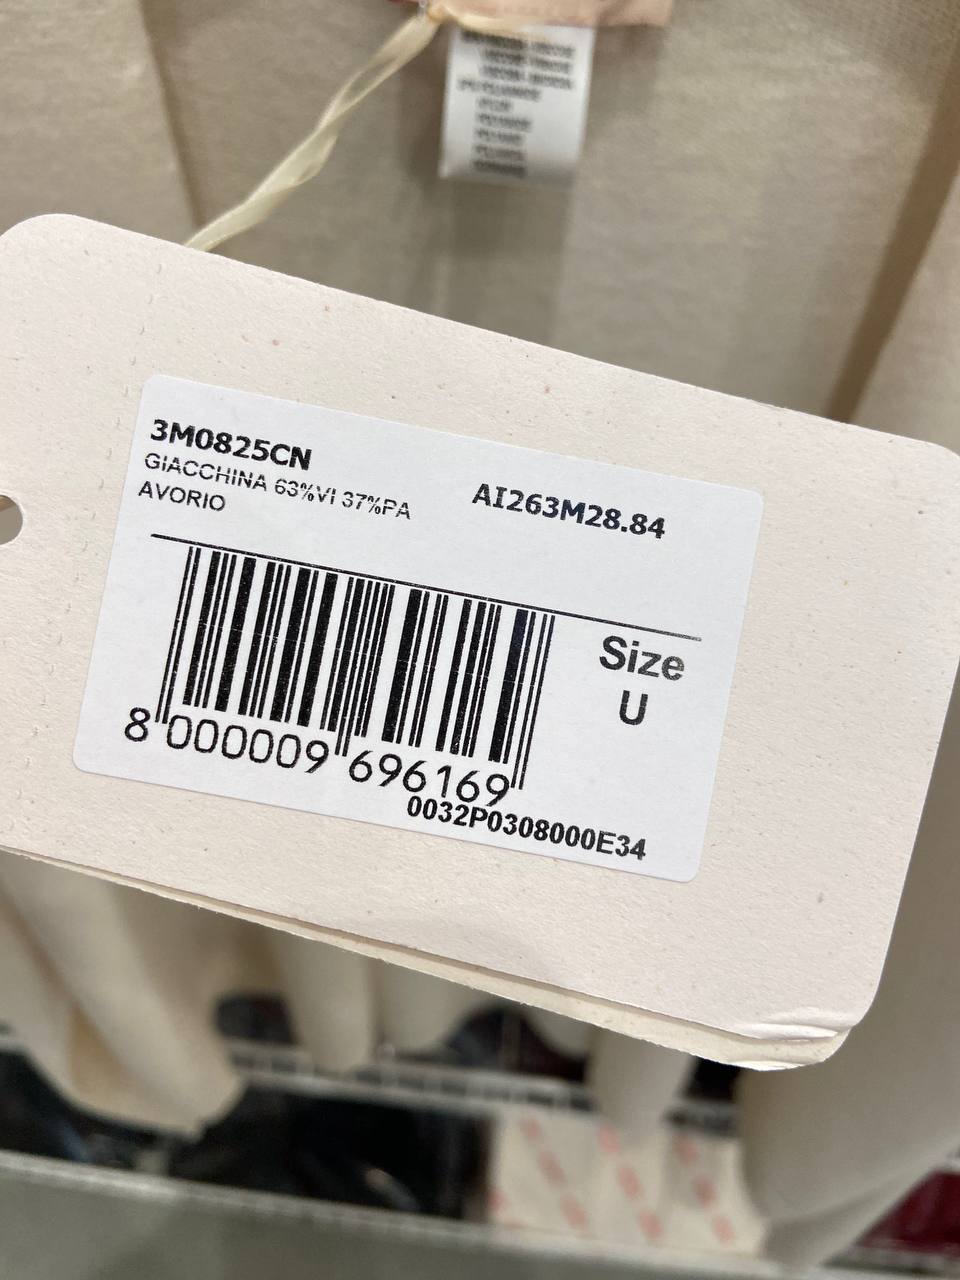 3M0825CN
GIACCHINA 63%VI 37%PA
AVORIO
AI263M28.84
Size
U
8 000009 696169
0032P0308000E34